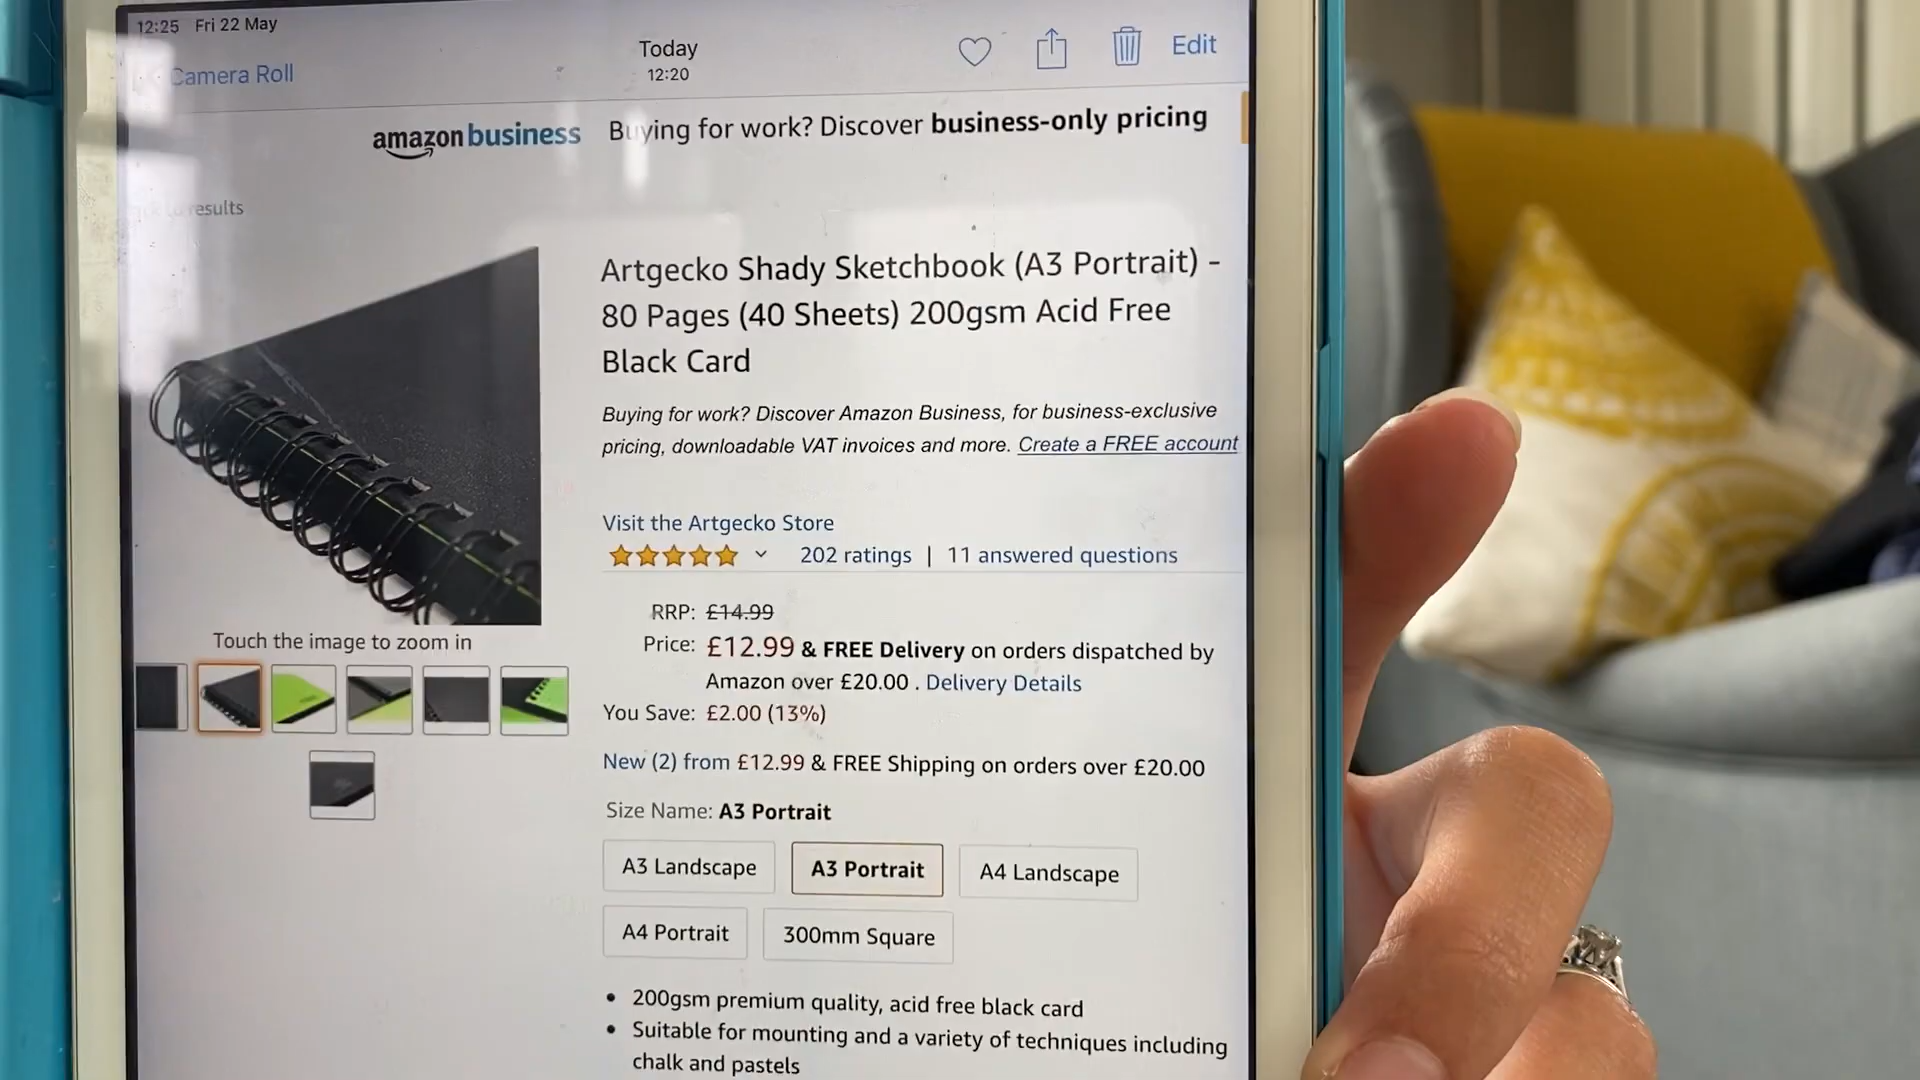 12:25 Fri 22 May
Today
12:20
Camera Roll
Edit
amazon business
Buying for work? Discover business-only pricing
results
Artgecko Shady Sketchbook (A3 Portrait) -
80 Pages (40 Sheets) 200gsm Acid Free
Black Card
Buying for work? Discover Amazon Business, for business-exclusive
pricing, downloadable VAT invoices and more. Create a FREE account
Visit the Artgecko Store
202 ratings | 11 answered questions
RRP: £14.99
Price: £12.99 & FREE Delivery on orders dispatched by
Amazon over £20.00 . Delivery Details
You Save: £2.00 (13%)
Touch the image to zoom in
New (2) from £12.99 & FREE Shipping on orders over £20.00
Size Name: A3 Portrait
A3 Landscape
A3 Portrait
A4 Landscape
A4 Portrait
300mm Square
• 200gsm premium quality, acid free black card
• Suitable for mounting and a variety of techniques including
chalk and pastels